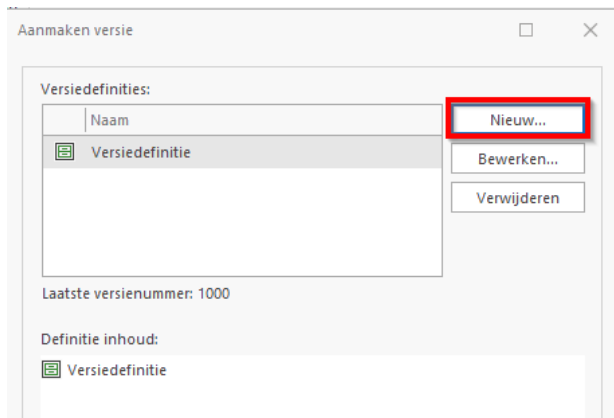 Aanmaken versie
Versiedefinities:
Naam
Nieuw...
Versiedefinitie
Bewerken...
Verwijderen
Laatste versienummer: 1000
Definitie inhoud:
Versiedefinitie